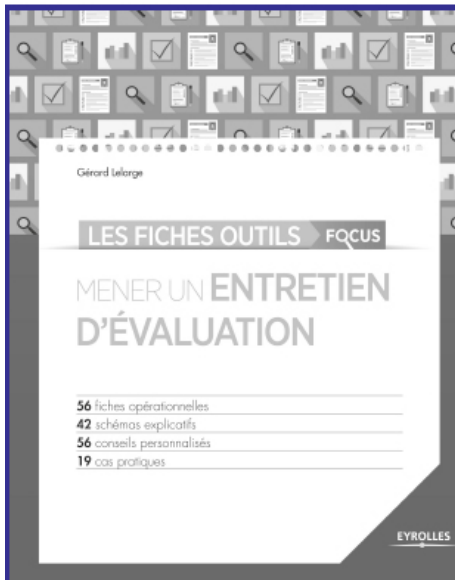 Gérard Lelarge
LES FICHES OUTILS FOCUS
MENER UN ENTRETIEN
D'ÉVALUATION
56 fiches opérationnelles
42 schémas explicatifs
56 conseils personnalisés
19 cas pratiques
EYROLLES